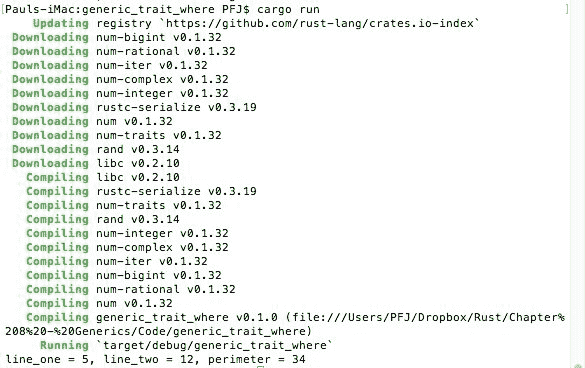 [Pauls-iMac:generic_trait_where PFJ$ cargo run ]
Updating registry `https://github.com/rust-lang/crates.io-index`
Downloading num-bigint v0.1.32
Downloading num-rational v0.1.32
Downloading num-iter v0.1.32
Downloading num-complex v0.1.32
Downloading num-integer v0.1.32
Downloading rustc-serialize v0.3.19
Downloading num v0.1.32
Downloading num-traits v0.1.32
Downloading rand v0.3.14
Downloading libc v0.2.10
Compiling libc v0.2.10
Compiling rustc-serialize v0.3.19
Compiling num-traits v0.1.32
Compiling rand v0.3.14
Compiling num-integer v0.1.32
Compiling num-complex v0.1.32
Compiling num-iter v0.1.32
Compiling num-bigint v0.1.32
Compiling num-rational v0.1.32
Compiling num v0.1.32
Compiling generic_trait_where v0.1.0 (file:///Users/PFJ/Dropbox/Rust/Chapter%
208%20-%20Generics/Code/generic_trait_where)
Running `target/debug/generic_trait_where`
line_one = 5, line_two = 12, perimeter = 34